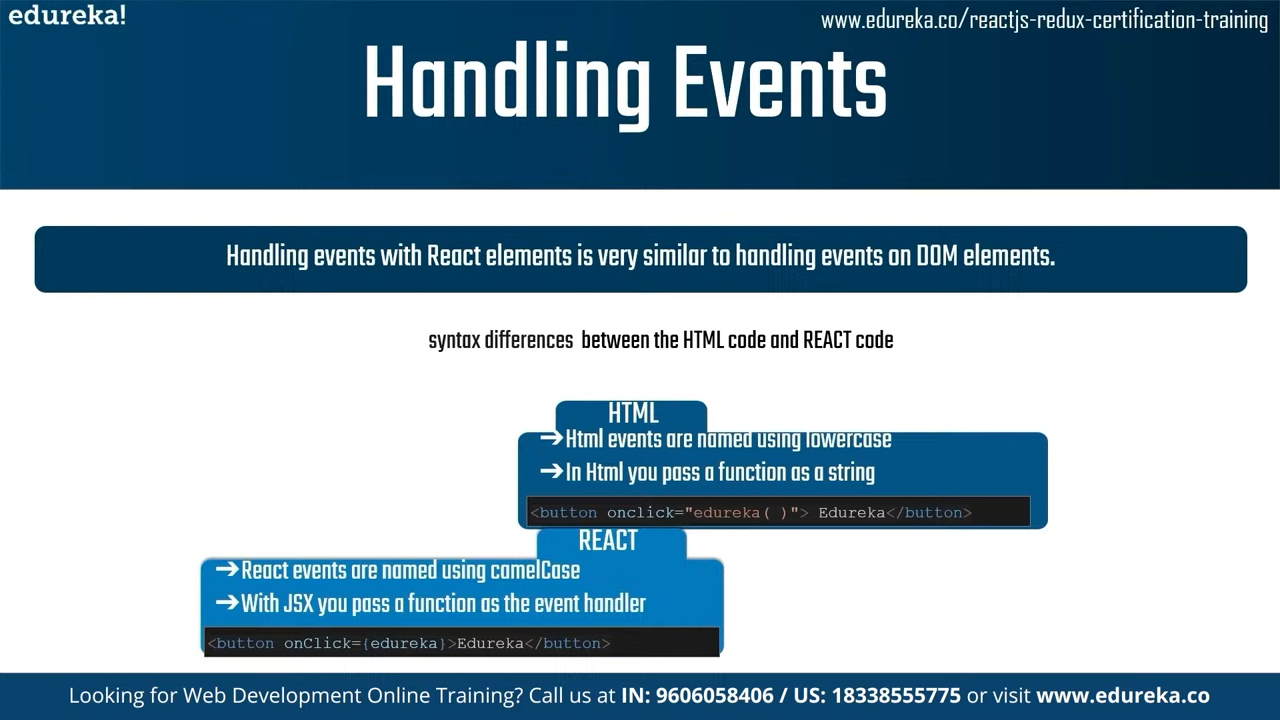 edureka!
www.edureka.co/reactjs-redux-certification-training
Handling Events
Handling events with React elements is very similar to handling events on DOM elements.
syntax differences between the HTML code and REACT code
HTML
➔Html events are named using lowercase
➔In Html you pass a function as a string
<button onclick="edureka( )"> Edureka</button>
REACT
➔React events are named using camelCase
➔With JSX you pass a function as the event handler
<button onClick={edureka}>Edureka</button>
Looking for Web Development Online Training? Call us at IN: 9606058406 / US: 18338555775 or visit www.edureka.co